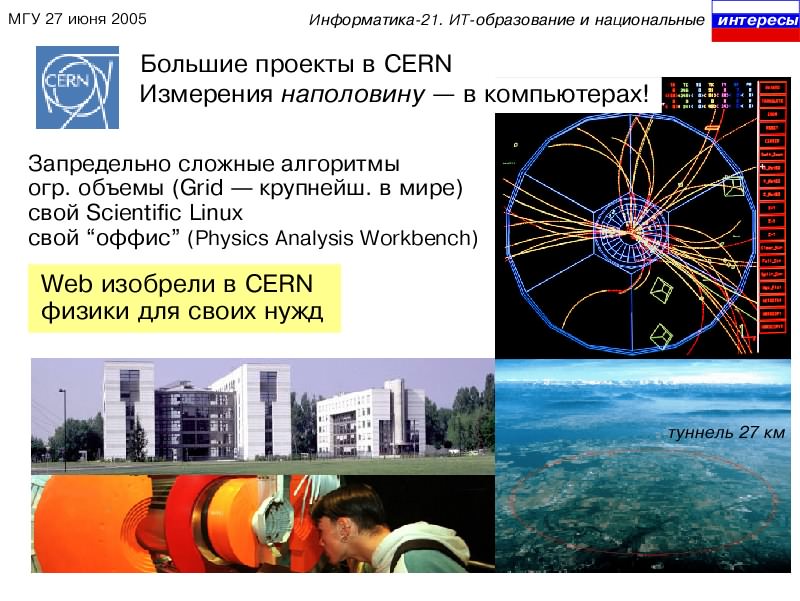 МГУ 27 июня 2005
Информатика-21. ИТ-образование и национальные интересы
CERN
Большие проекты в CERN
Измерения наполовину — в компьютерах!
Запредельно сложные алгоритмы
огр. объемы (Grid — крупнейш. в мире)
свой Scientific Linux
свой “оффис” (Physics Analysis Workbench)
Web изобрели в CERN
физики для своих нужд
туннель 27 км